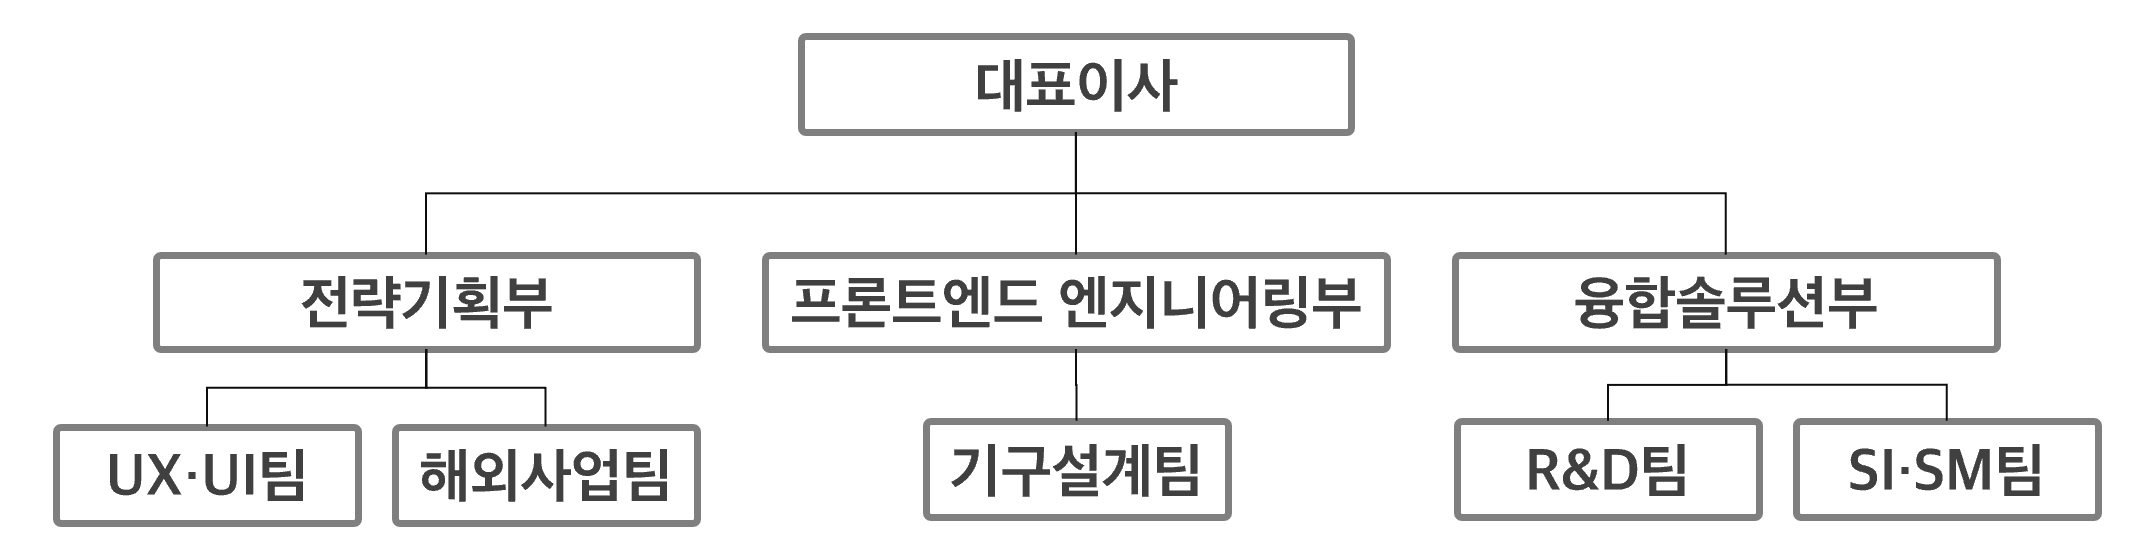 대표이사
전략기획부
프론트엔드 엔지니어링부
융합솔루션부
UX·UI팀
해외사업팀
기구설계팀
R&D팀
SI·SM팀